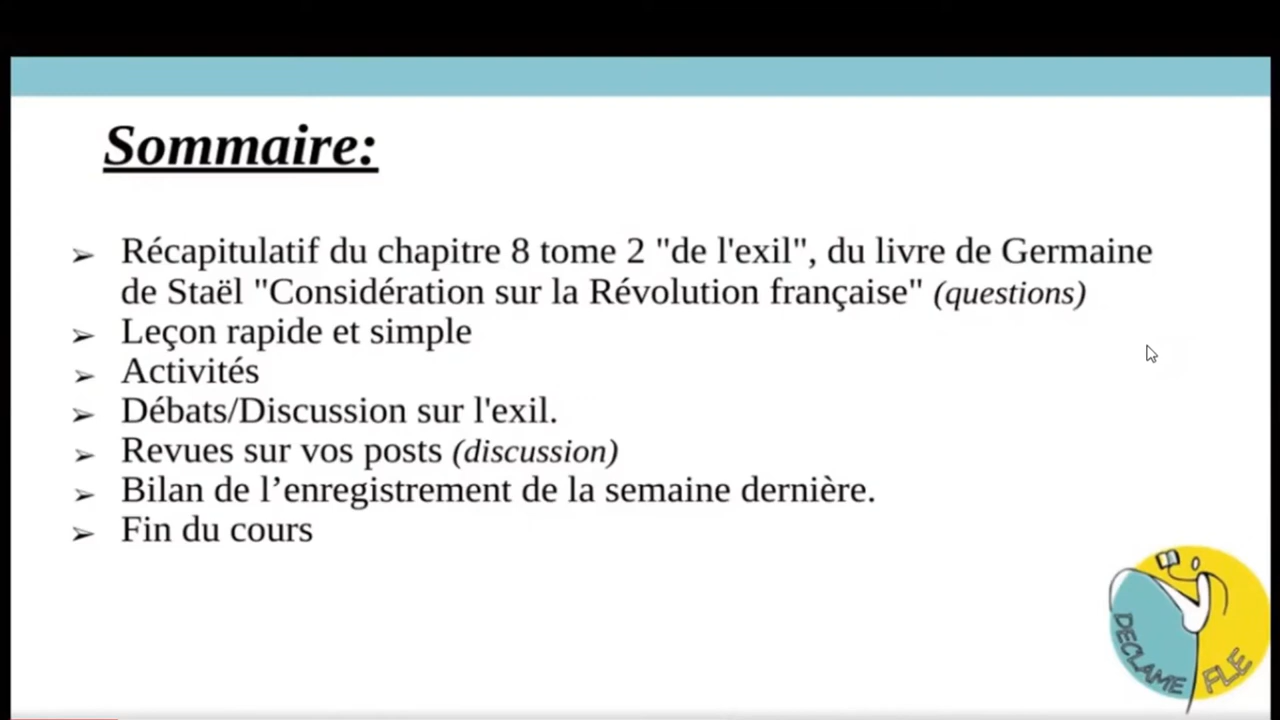 Sommaire:
➢ Récapitulatif du chapitre 8 tome 2 "de l'exil", du livre de Germaine
de Staël "Considération sur la Révolution française" (questions)
➢ Leçon rapide et simple
➢ Activités
➢ Débats/Discussion sur l'exil.
➢ Revues sur vos posts (discussion)
➢ Bilan de l’enregistrement de la semaine dernière.
➢ Fin du cours
DECLAME FLE